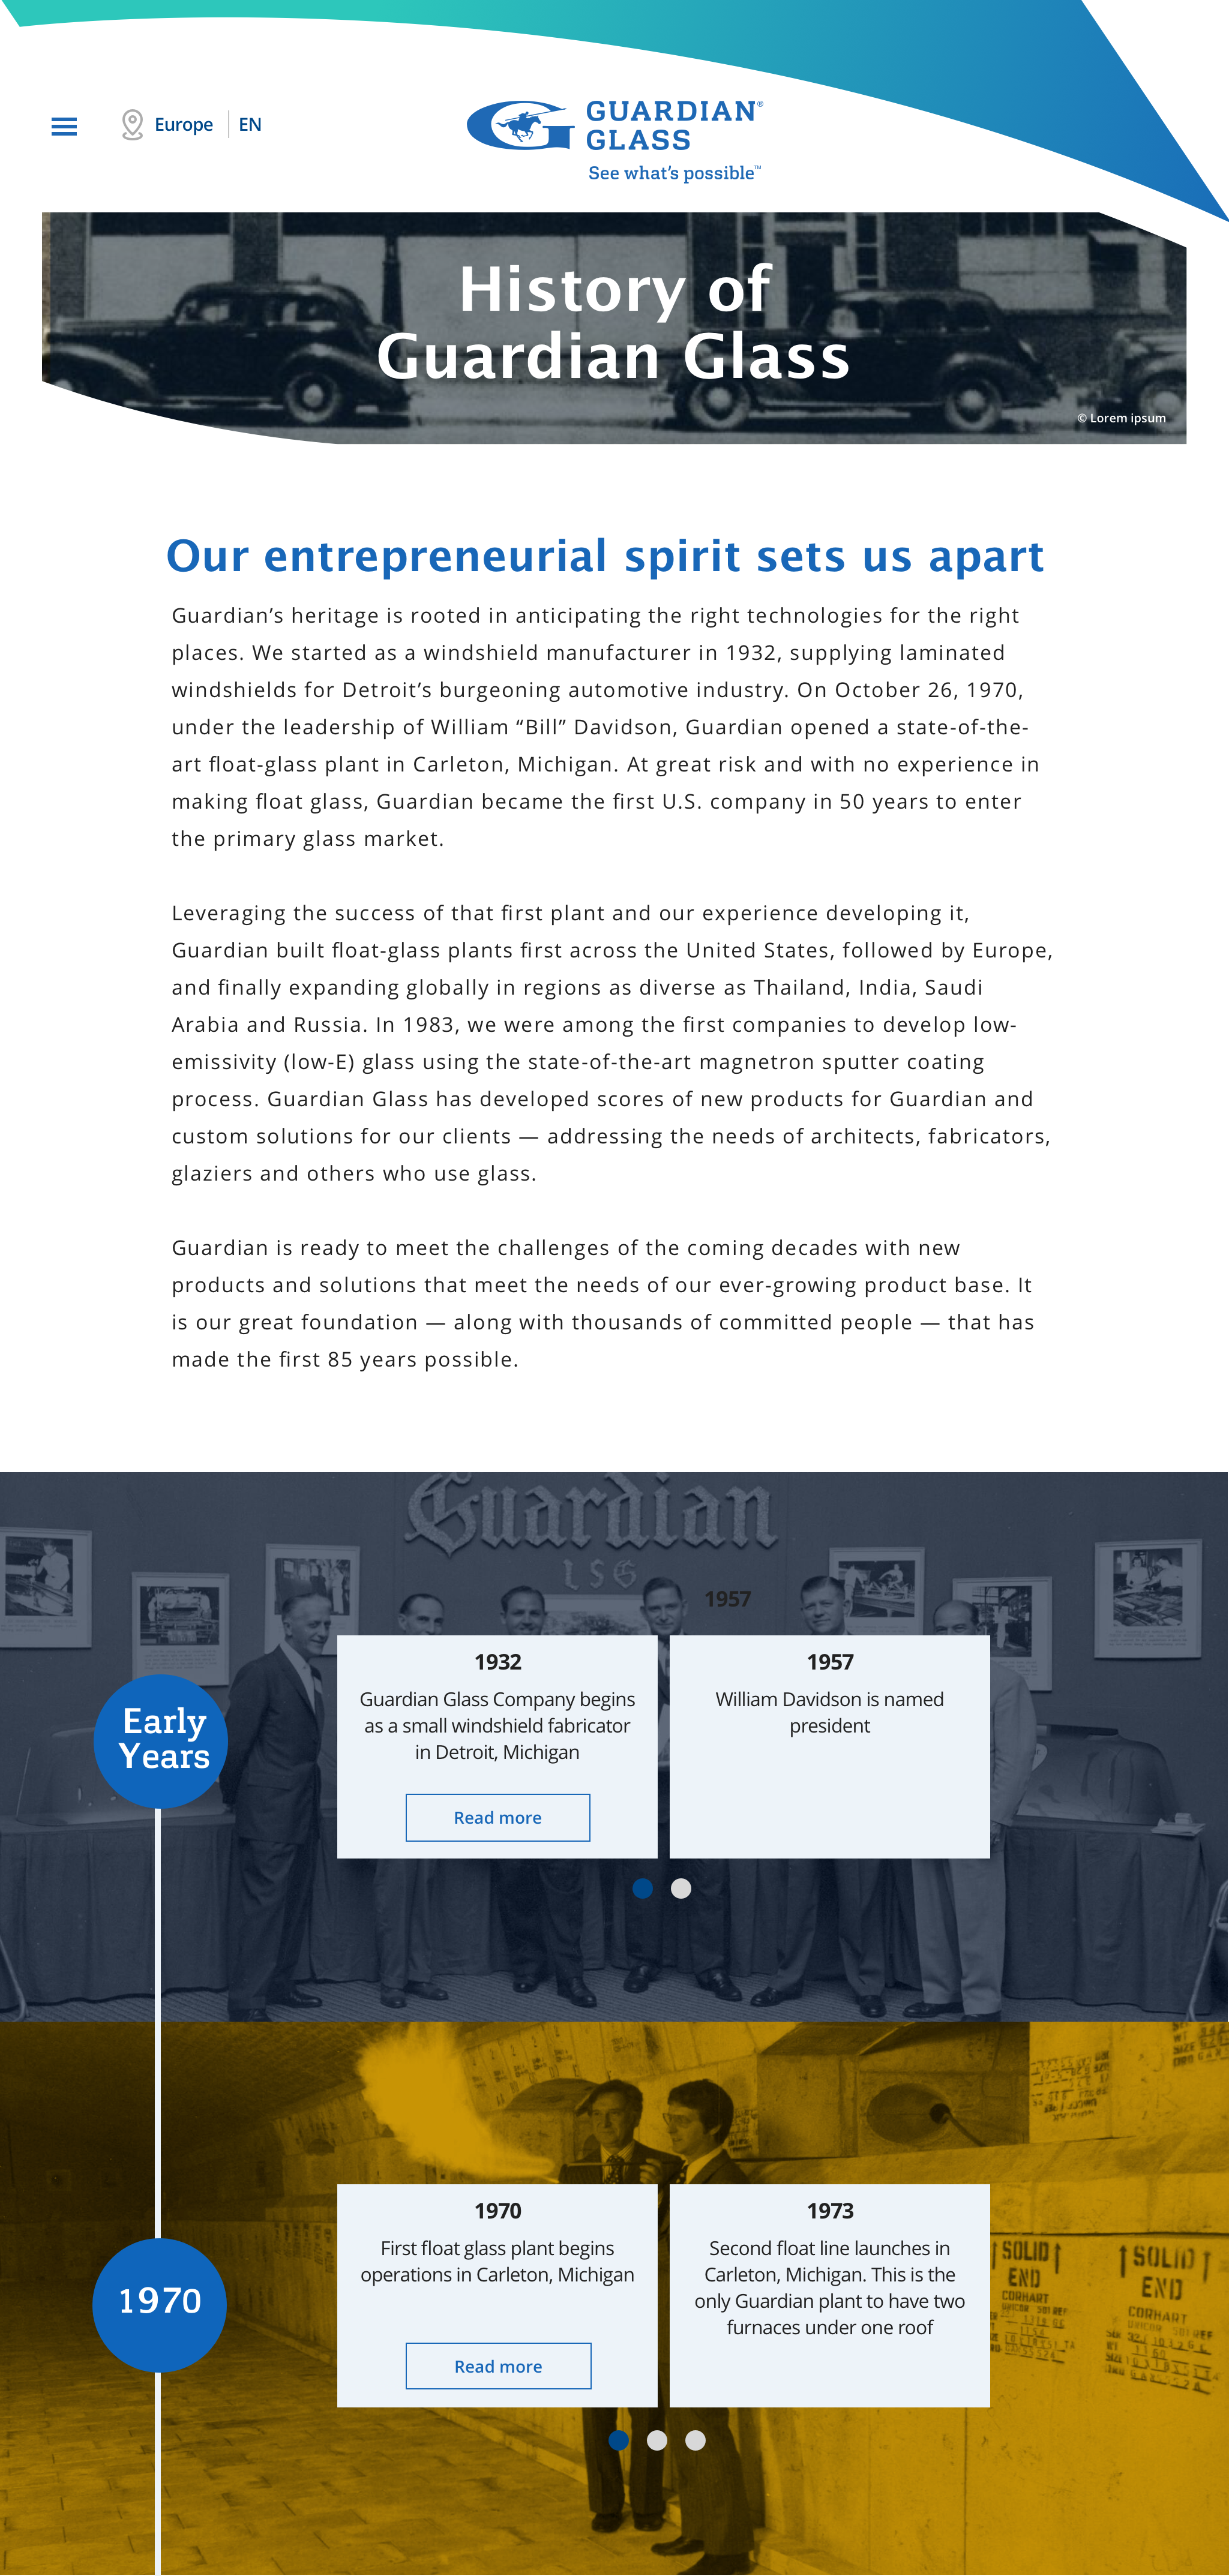 Europe EN
GUARDIAN®
GLASS
See what's possible™
History of
Guardian Glass
© Lorem ipsum
Our entrepreneurial spirit sets us apart
Guardian’s heritage is rooted in anticipating the right technologies for the right
places. We started as a windshield manufacturer in 1932, supplying laminated
windshields for Detroit’s burgeoning automotive industry. On October 26, 1970,
under the leadership of William “Bill” Davidson, Guardian opened a state-of-the-
art float-glass plant in Carleton, Michigan. At great risk and with no experience in
making float glass, Guardian became the first U.S. company in 50 years to enter
the primary glass market.
Leveraging the success of that first plant and our experience developing it,
Guardian built float-glass plants first across the United States, followed by Europe,
and finally expanding globally in regions as diverse as Thailand, India, Saudi
Arabia and Russia. In 1983, we were among the first companies to develop low-
emissivity (low-E) glass using the state-of-the-art magnetron sputter coating
process. Guardian Glass has developed scores of new products for Guardian and
custom solutions for our clients — addressing the needs of architects, fabricators,
glaziers and others who use glass.
Guardian is ready to meet the challenges of the coming decades with new
products and solutions that meet the needs of our ever-growing product base. It
is our great foundation — along with thousands of committed people — that has
made the first 85 years possible.
Guardian
LSG
1957
Early
Years
1932
Guardian Glass Company begins
as a small windshield fabricator
in Detroit, Michigan
Read more
1957
William Davidson is named
president
1970
1970
First float glass plant begins
operations in Carleton, Michigan
Read more
1973
Second float line launches in
Carleton, Michigan. This is the
only Guardian plant to have two
furnaces under one roof
SOLID
END
CORHART
SOLID
END
CORHART